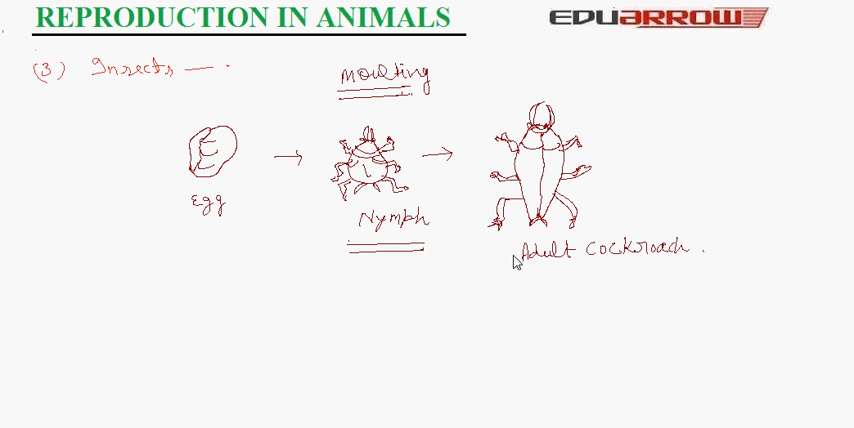 REPRODUCTION IN ANIMALS
EDUARROW
(3) Insects — .
Moulting
Egg
Nymph
Adult Cockroach .